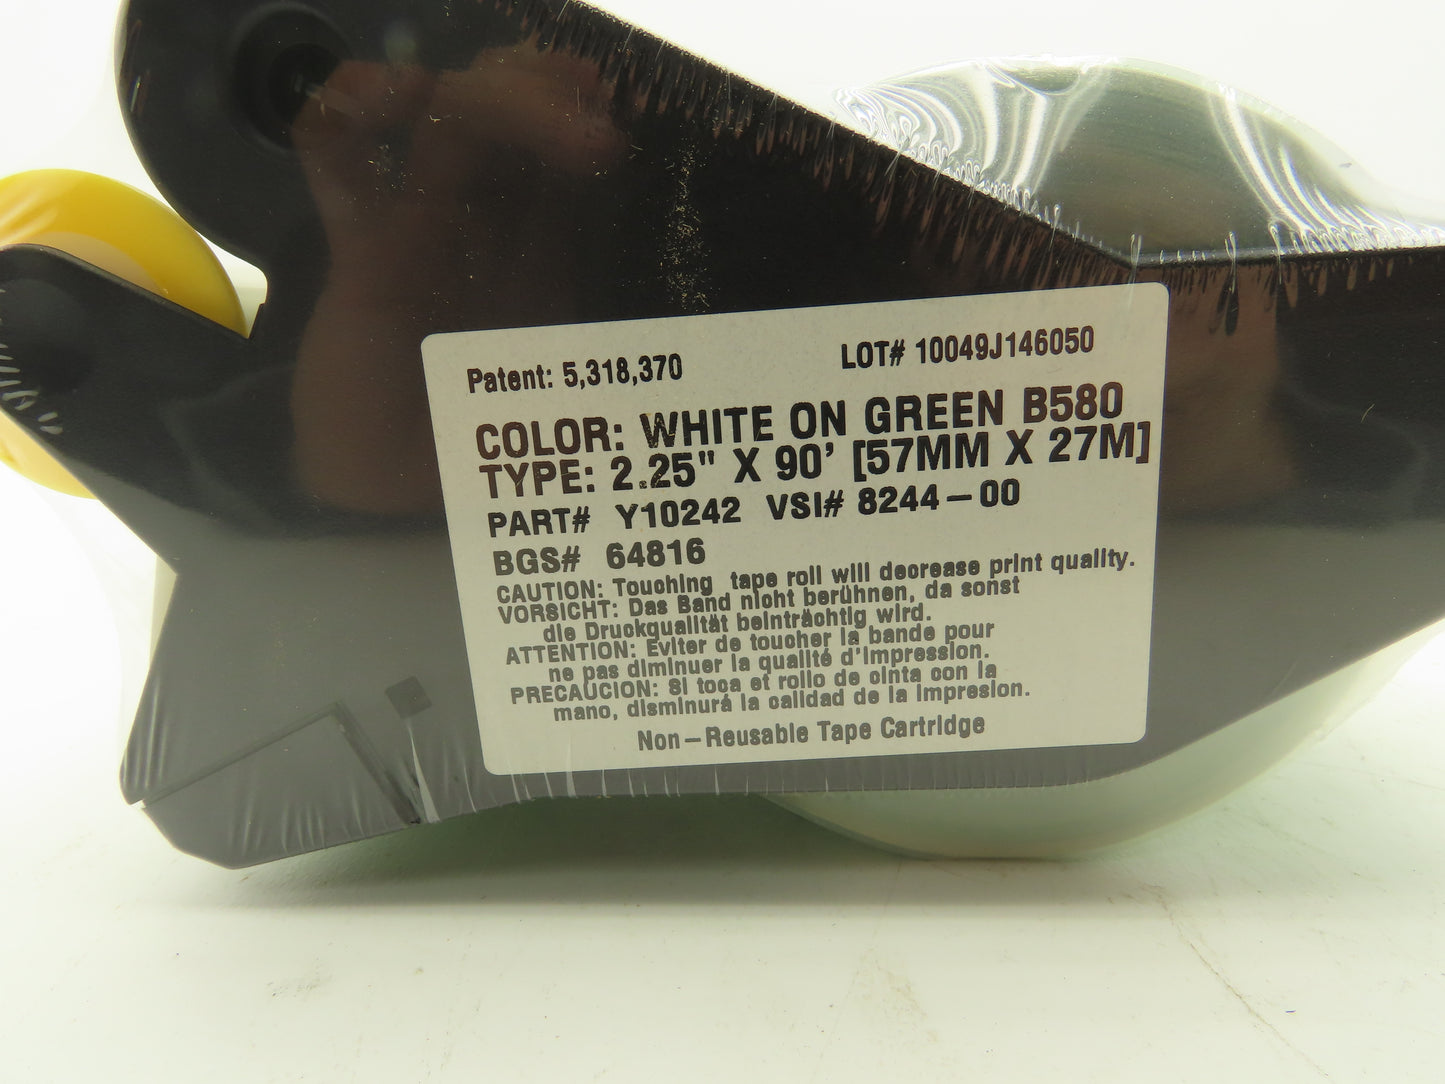 Patent: 5,318,370 LOT# 10049J146050
COLOR: WHITE ON GREEN B580
TYPE: 2.25" X 90' [57MM X 27M]
PART# Y10242 VSI# 8244-00
BGS# 64816
CAUTION: Touching tape roll will decrease print quality.
VORSICHT: Das Band nicht berühnen, da sonst
die Druckqualität beinträchtig wird.
ATTENTION: Eviter de toucher la bande pour
ne pas diminuer la qualité d'impression.
PRECAUCION: Si toca et rollo de cinta con la
mano, disminurá la calidad de la impresion.
Non-Reusable Tape Cartridge